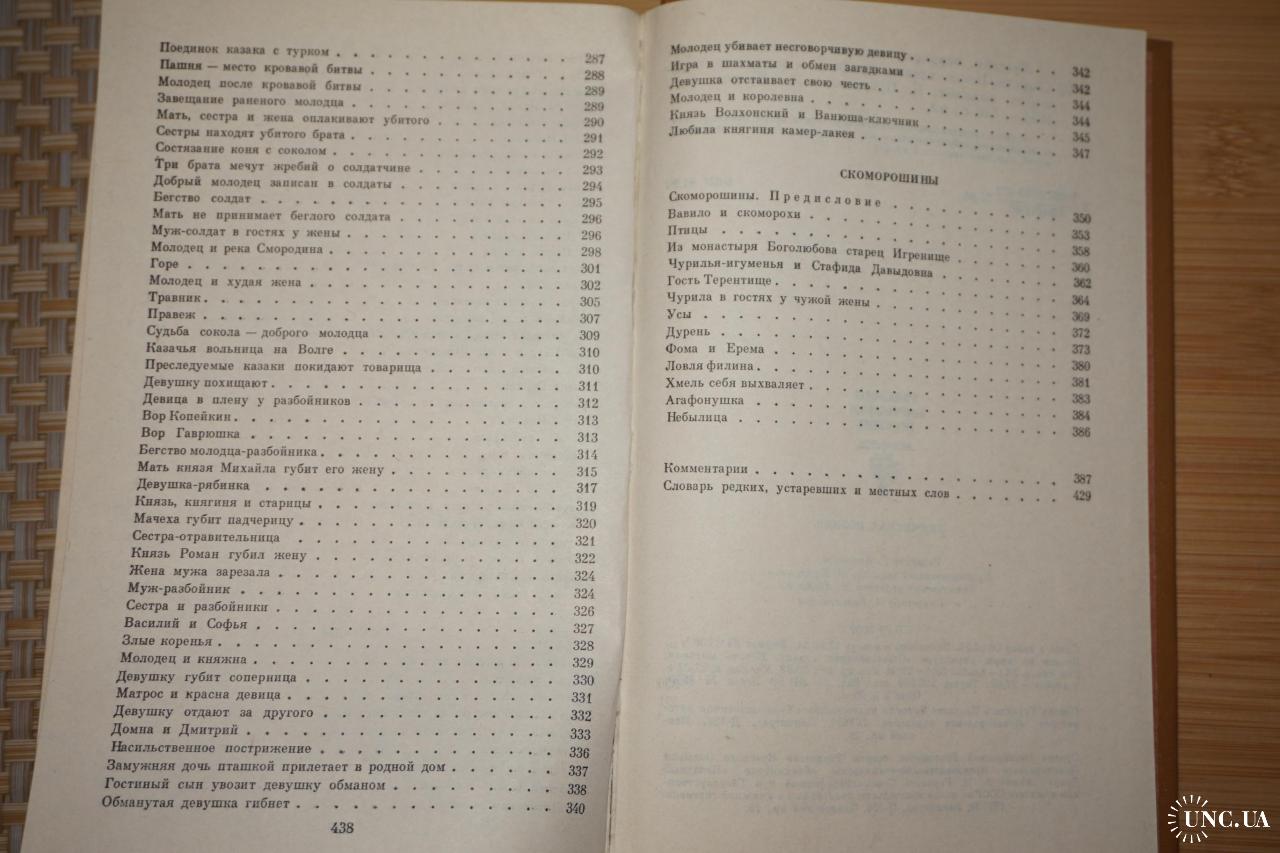 Поединок казака с турком . . . . . . . . . . . . 287
Пашня — место кровавой битвы . . . . . . . . . . . 288
Молодец после кровавой битвы . . . . . . . . . . . 289
Завещание раненого молодца . . . . . . . . . . . . 289
Мать, сестра и жена оплакивают убитого . . . . . . . 290
Сестры находят убитого брата . . . . . . . . . . . 291
Состязание коня с соколом . . . . . . . . . . . . 292
Три брата мечут жребий о солдатчине . . . . . . . . 293
Добрый молодец записан в солдаты . . . . . . . . . 294
Бегство солдат . . . . . . . . . . . . . . . . 295
Мать не принимает беглого солдата . . . . . . . . . 296
Муж-солдат в гостях у жены . . . . . . . . . . . . 296
Молодец и река Смородина . . . . . . . . . . . . . 298
Горе . . . . . . . . . . . . . . . . . . . . 301
Молодец и худая жена . . . . . . . . . . . . . . 302
Травник . . . . . . . . . . . . . . . . . . . 305
Правеж . . . . . . . . . . . . . . . . . . . 307
Судьба сокола — доброго молодца . . . . . . . . . . 309
Казачья вольница на Волге . . . . . . . . . . . . 310
Преследуемые казаки покидают товарища . . . . . . . 310
Девушку похищают . . . . . . . . . . . . . . . 311
Девица в плену у разбойников . . . . . . . . . . . 312
Вор Копейкин . . . . . . . . . . . . . . . . . 313
Вор Гаврюшка . . . . . . . . . . . . . . . . . 313
Бегство молодца-разбойника . . . . . . . . . . . . 314
Мать князя Михайла губит его жену . . . . . . . . . 315
Девушка-рябинка . . . . . . . . . . . . . . . . 317
Князь, княгиня и старицы . . . . . . . . . . . . . 319
Мачеха губит падчерицу . . . . . . . . . . . . . 320
Сестра-отравительница . . . . . . . . . . . . . . 321
Князь Роман губил жену . . . . . . . . . . . . . 322
Жена мужа зарезала . . . . . . . . . . . . . . . 324
Муж-разбойник . . . . . . . . . . . . . . . . . 324
Сестра и разбойники . . . . . . . . . . . . . . . 326
Василий и Софья . . . . . . . . . . . . . . . . 327
Злые коренья . . . . . . . . . . . . . . . . . 328
Молодец и княжна . . . . . . . . . . . . . . . . 329
Девушку губит соперница . . . . . . . . . . . . . 330
Матрос и красна девица . . . . . . . . . . . . . 331
Девушку отдают за другого . . . . . . . . . . . . 332
Домна и Дмитрий . . . . . . . . . . . . . . . . 333
Насильственное пострижение . . . . . . . . . . . . 336
Замужняя дочь пташкой прилетает в родной дом . . . . . 337
Гостиный сын увозит девушку обманом . . . . . . . . 338
Обманутая девушка гибнет . . . . . . . . . . . . . 340
438
Молодец убивает несговорчивую девицу . . . . . . . . 342
Игра в шахматы и обмен загадками . . . . . . . . . 342
Девушка отстаивает свою честь . . . . . . . . . . . 344
Молодец и королевна . . . . . . . . . . . . . . . 344
Князь Волхонский и Ванюша-ключник . . . . . . . . . 345
Любила княгиня камер-лакея . . . . . . . . . . . . 347
СКОМОРОШИНЫ
Скоморошины. Предисловие . . . . . . . . . . . . . 350
Вавило и скоморохи . . . . . . . . . . . . . . . 353
Птицы . . . . . . . . . . . . . . . . . . . . 358
Из монастыря Боголюбова старец Игренище . . . . . . 360
Чурилья-игуменья и Стафида Давыдовна . . . . . . . . 362
Гость Терентище . . . . . . . . . . . . . . . . 364
Чурила в гостях у чужой жены . . . . . . . . . . . 369
Усы . . . . . . . . . . . . . . . . . . . . . 372
Дурень . . . . . . . . . . . . . . . . . . . . 373
Фома и Ерема . . . . . . . . . . . . . . . . . 380
Ловля филина . . . . . . . . . . . . . . . . . 381
Хмель себя выхваляет . . . . . . . . . . . . . . 383
Агафонушка . . . . . . . . . . . . . . . . . . 384
Небылица . . . . . . . . . . . . . . . . . . . 386
Комментарии . . . . . . . . . . . . . . . . . . 387
Словарь редких, устаревших и местных слов . . . . . . 429
UNC.UA